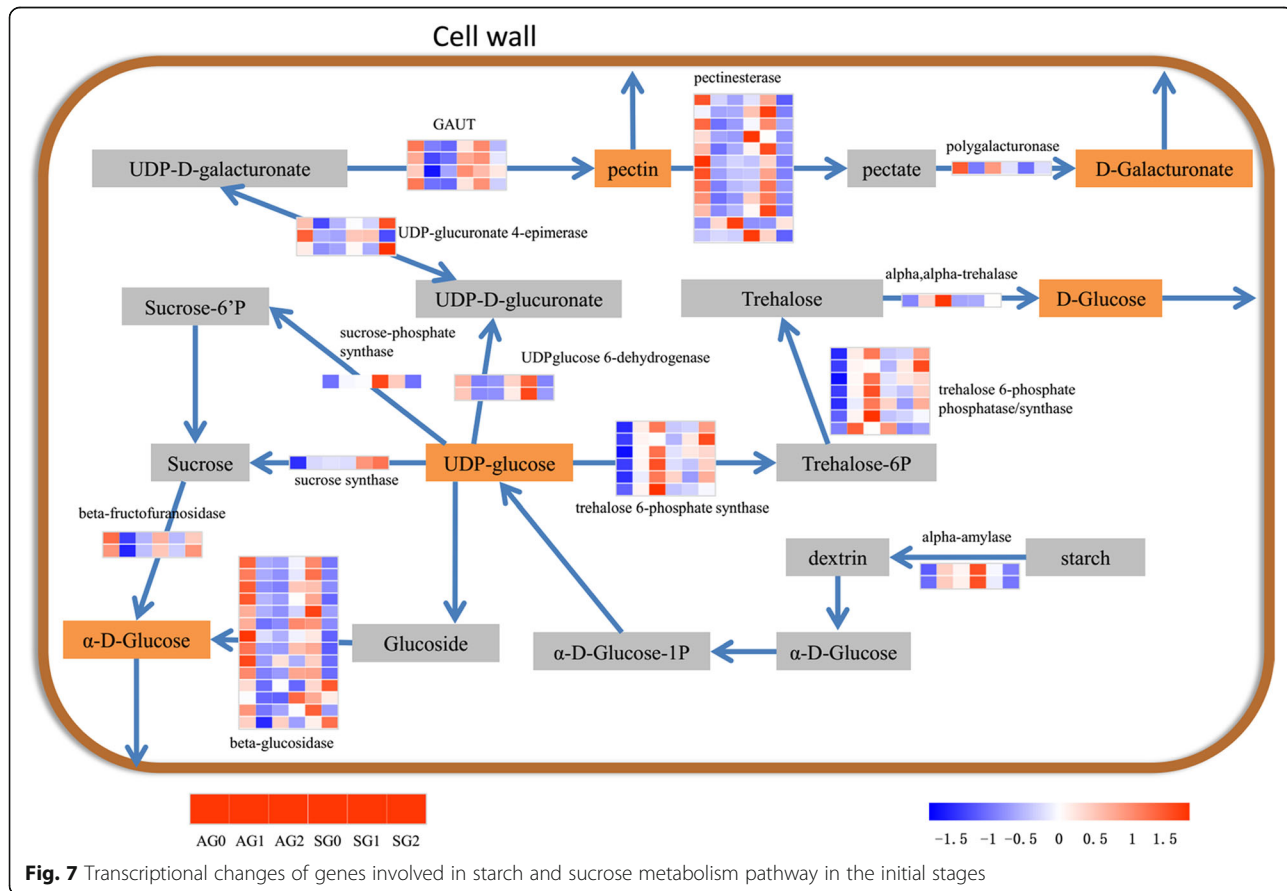 Cell wall
pectinesterase
GAUT
polygalacturonase
UDP-D-galacturonate
pectin
pectate
D-Galacturonate
UDP-glucuronate 4-epimerase
alpha,alpha-trehalase
Sucrose-6'P
UDP-D-glucuronate
Trehalose
D-Glucose
sucrose-phosphate
synthase
UDPglucose 6-dehydrogenase
trehalose 6-phosphate
phosphatase/synthase
Sucrose
UDP-glucose
Trehalose-6P
sucrose synthase
trehalose 6-phosphate synthase
beta-fructofuranosidase
alpha-amylase
dextrin
starch
α-D-Glucose
Glucoside
α-D-Glucose-1P
α-D-Glucose
beta-glucosidase
AG0 AG1 AG2 SG0 SG1 SG2
-1.5 -1 -0.5 0 0.5 1 1.5
Fig. 7 Transcriptional changes of genes involved in starch and sucrose metabolism pathway in the initial stages